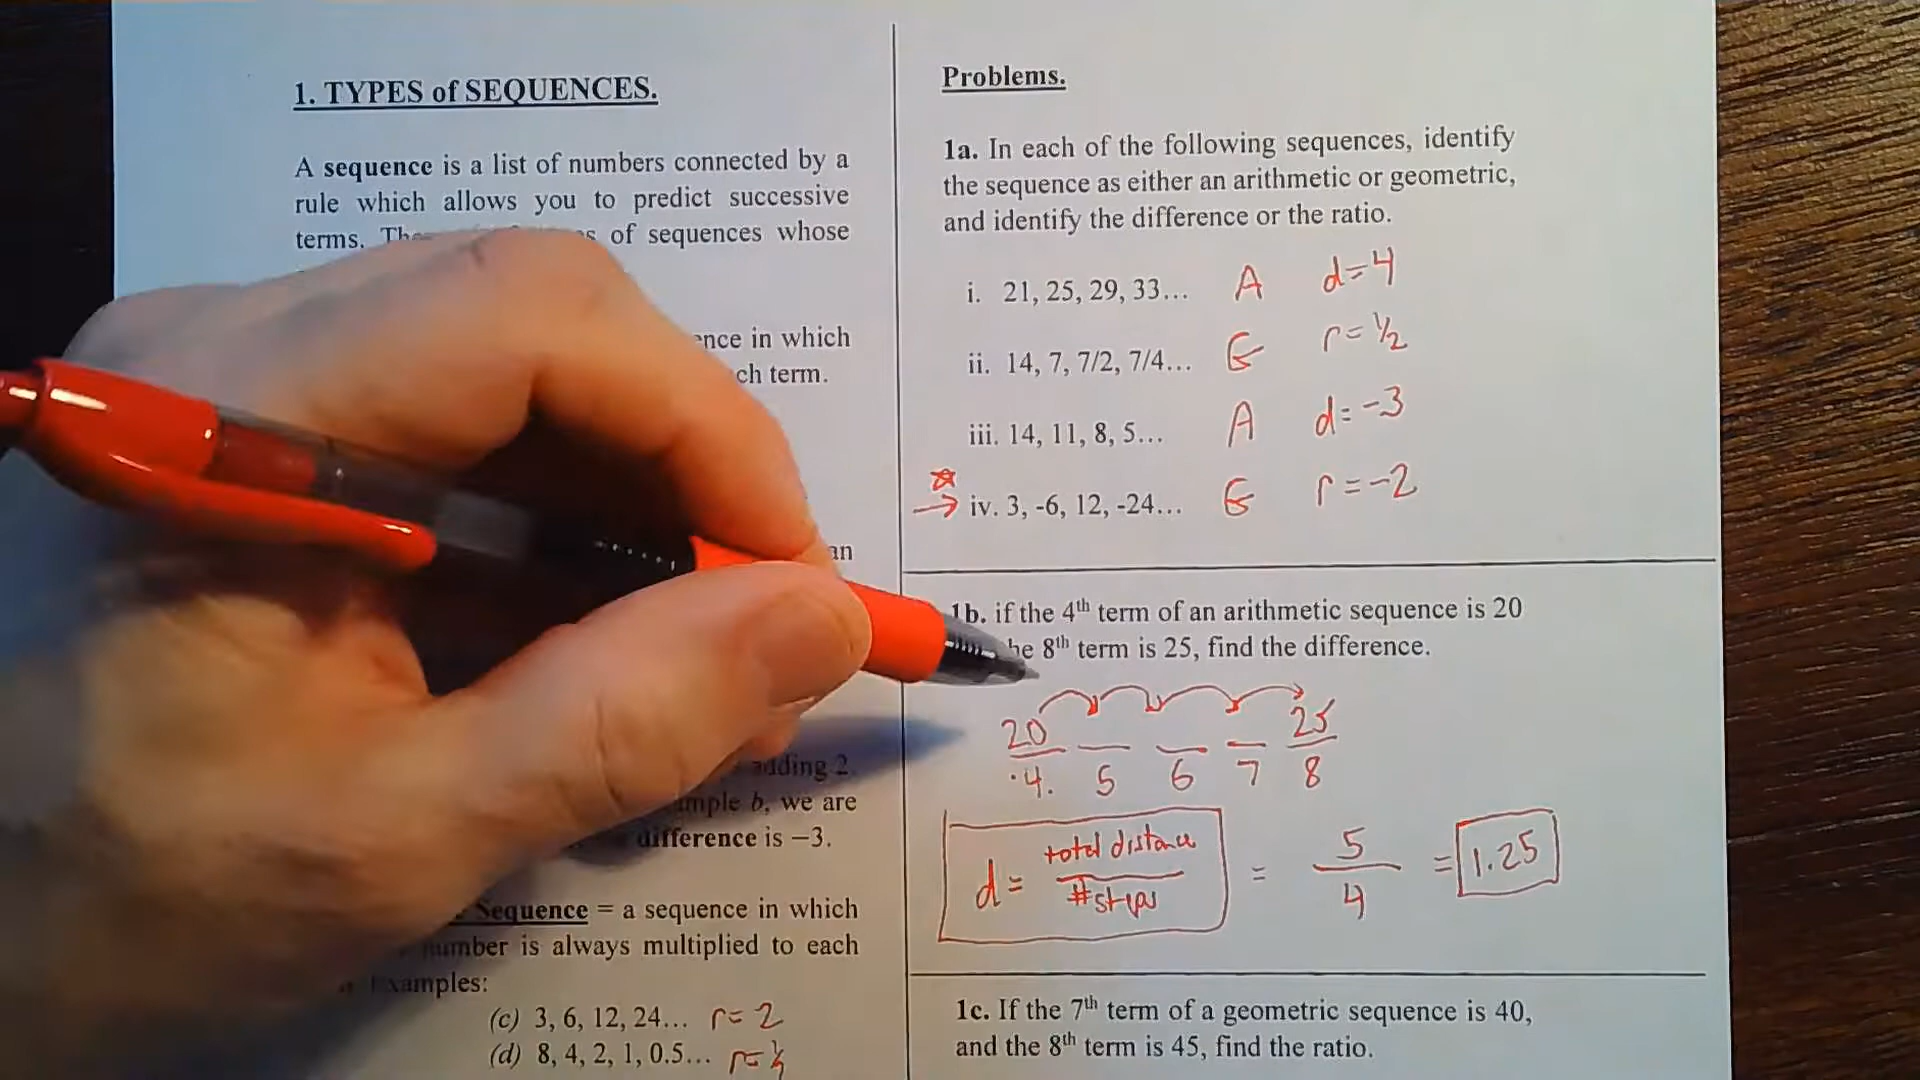 1. TYPES of SEQUENCES.
A sequence is a list of numbers connected by a
rule which allows you to predict successive
terms. of sequences whose
in which
term.
an
adding 2.
b, we are
difference is –3.
Sequence = a sequence in which
number is always multiplied to each
Examples:
(c) 3, 6, 12, 24... r= 2
(d) 8, 4, 2, 1, 0.5...
Problems.
1a. In each of the following sequences, identify
the sequence as either an arithmetic or geometric,
and identify the difference or the ratio.
i. 21, 25, 29, 33... A d=4
ii. 14, 7, 7/2, 7/4... G r=1/2
iii. 14, 11, 8, 5... A d=-3
→ iv. 3, -6, 12, -24... G r=-2
1b. if the 4th term of an arithmetic sequence is 20
8th term is 25, find the difference.
20 25
4. 5 6 7 8
d= total distance / #steps = 5/4 = 1.25
1c. If the 7th term of a geometric sequence is 40,
and the 8th term is 45, find the ratio.